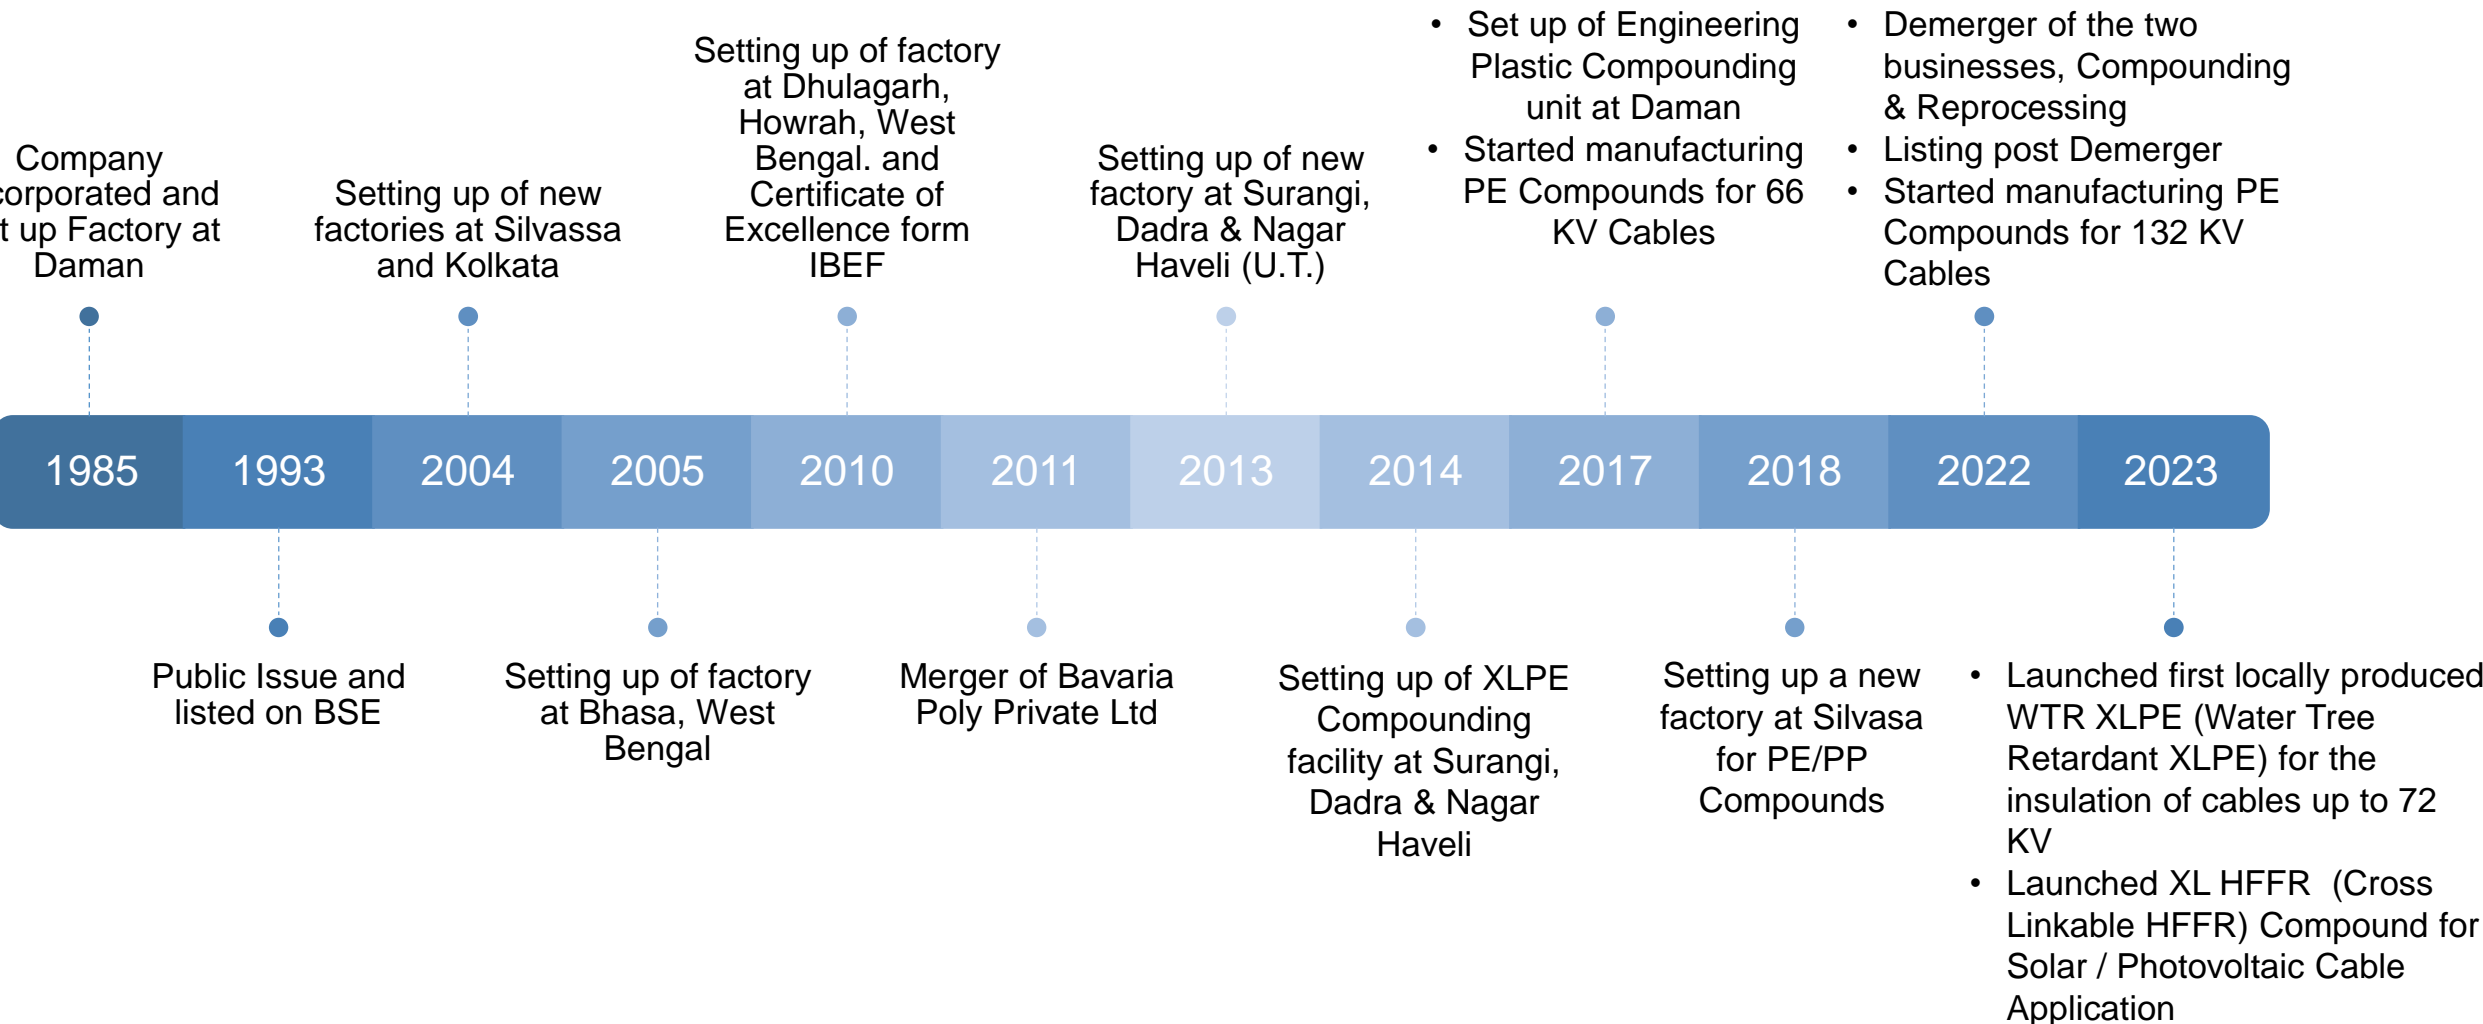 Company
corporated and
t up Factory at
Daman
Setting up of new
factories at Silvassa
and Kolkata
Setting up of factory
at Dhulagarh,
Howrah, West
Bengal. and
Certificate of
Excellence form
IBEF
Setting up of new
factory at Surangi,
Dadra & Nagar
Haveli (U.T.)
• Set up of Engineering
Plastic Compounding
unit at Daman
• Started manufacturing
PE Compounds for 66
KV Cables
• Demerger of the two
businesses, Compounding
& Reprocessing
• Listing post Demerger
• Started manufacturing PE
Compounds for 132 KV
Cables
1985 1993 2004 2005 2010 2011 2013 2014 2017 2018 2022 2023
Public Issue and
listed on BSE
Setting up of factory
at Bhasa, West
Bengal
Merger of Bavaria
Poly Private Ltd
Setting up of XLPE
Compounding
facility at Surangi,
Dadra & Nagar
Haveli
Setting up a new
factory at Silvasa
for PE/PP
Compounds
• Launched first locally produced
WTR XLPE (Water Tree
Retardant XLPE) for the
insulation of cables up to 72
KV
• Launched XL HFFR (Cross
Linkable HFFR) Compound for
Solar / Photovoltaic Cable
Application